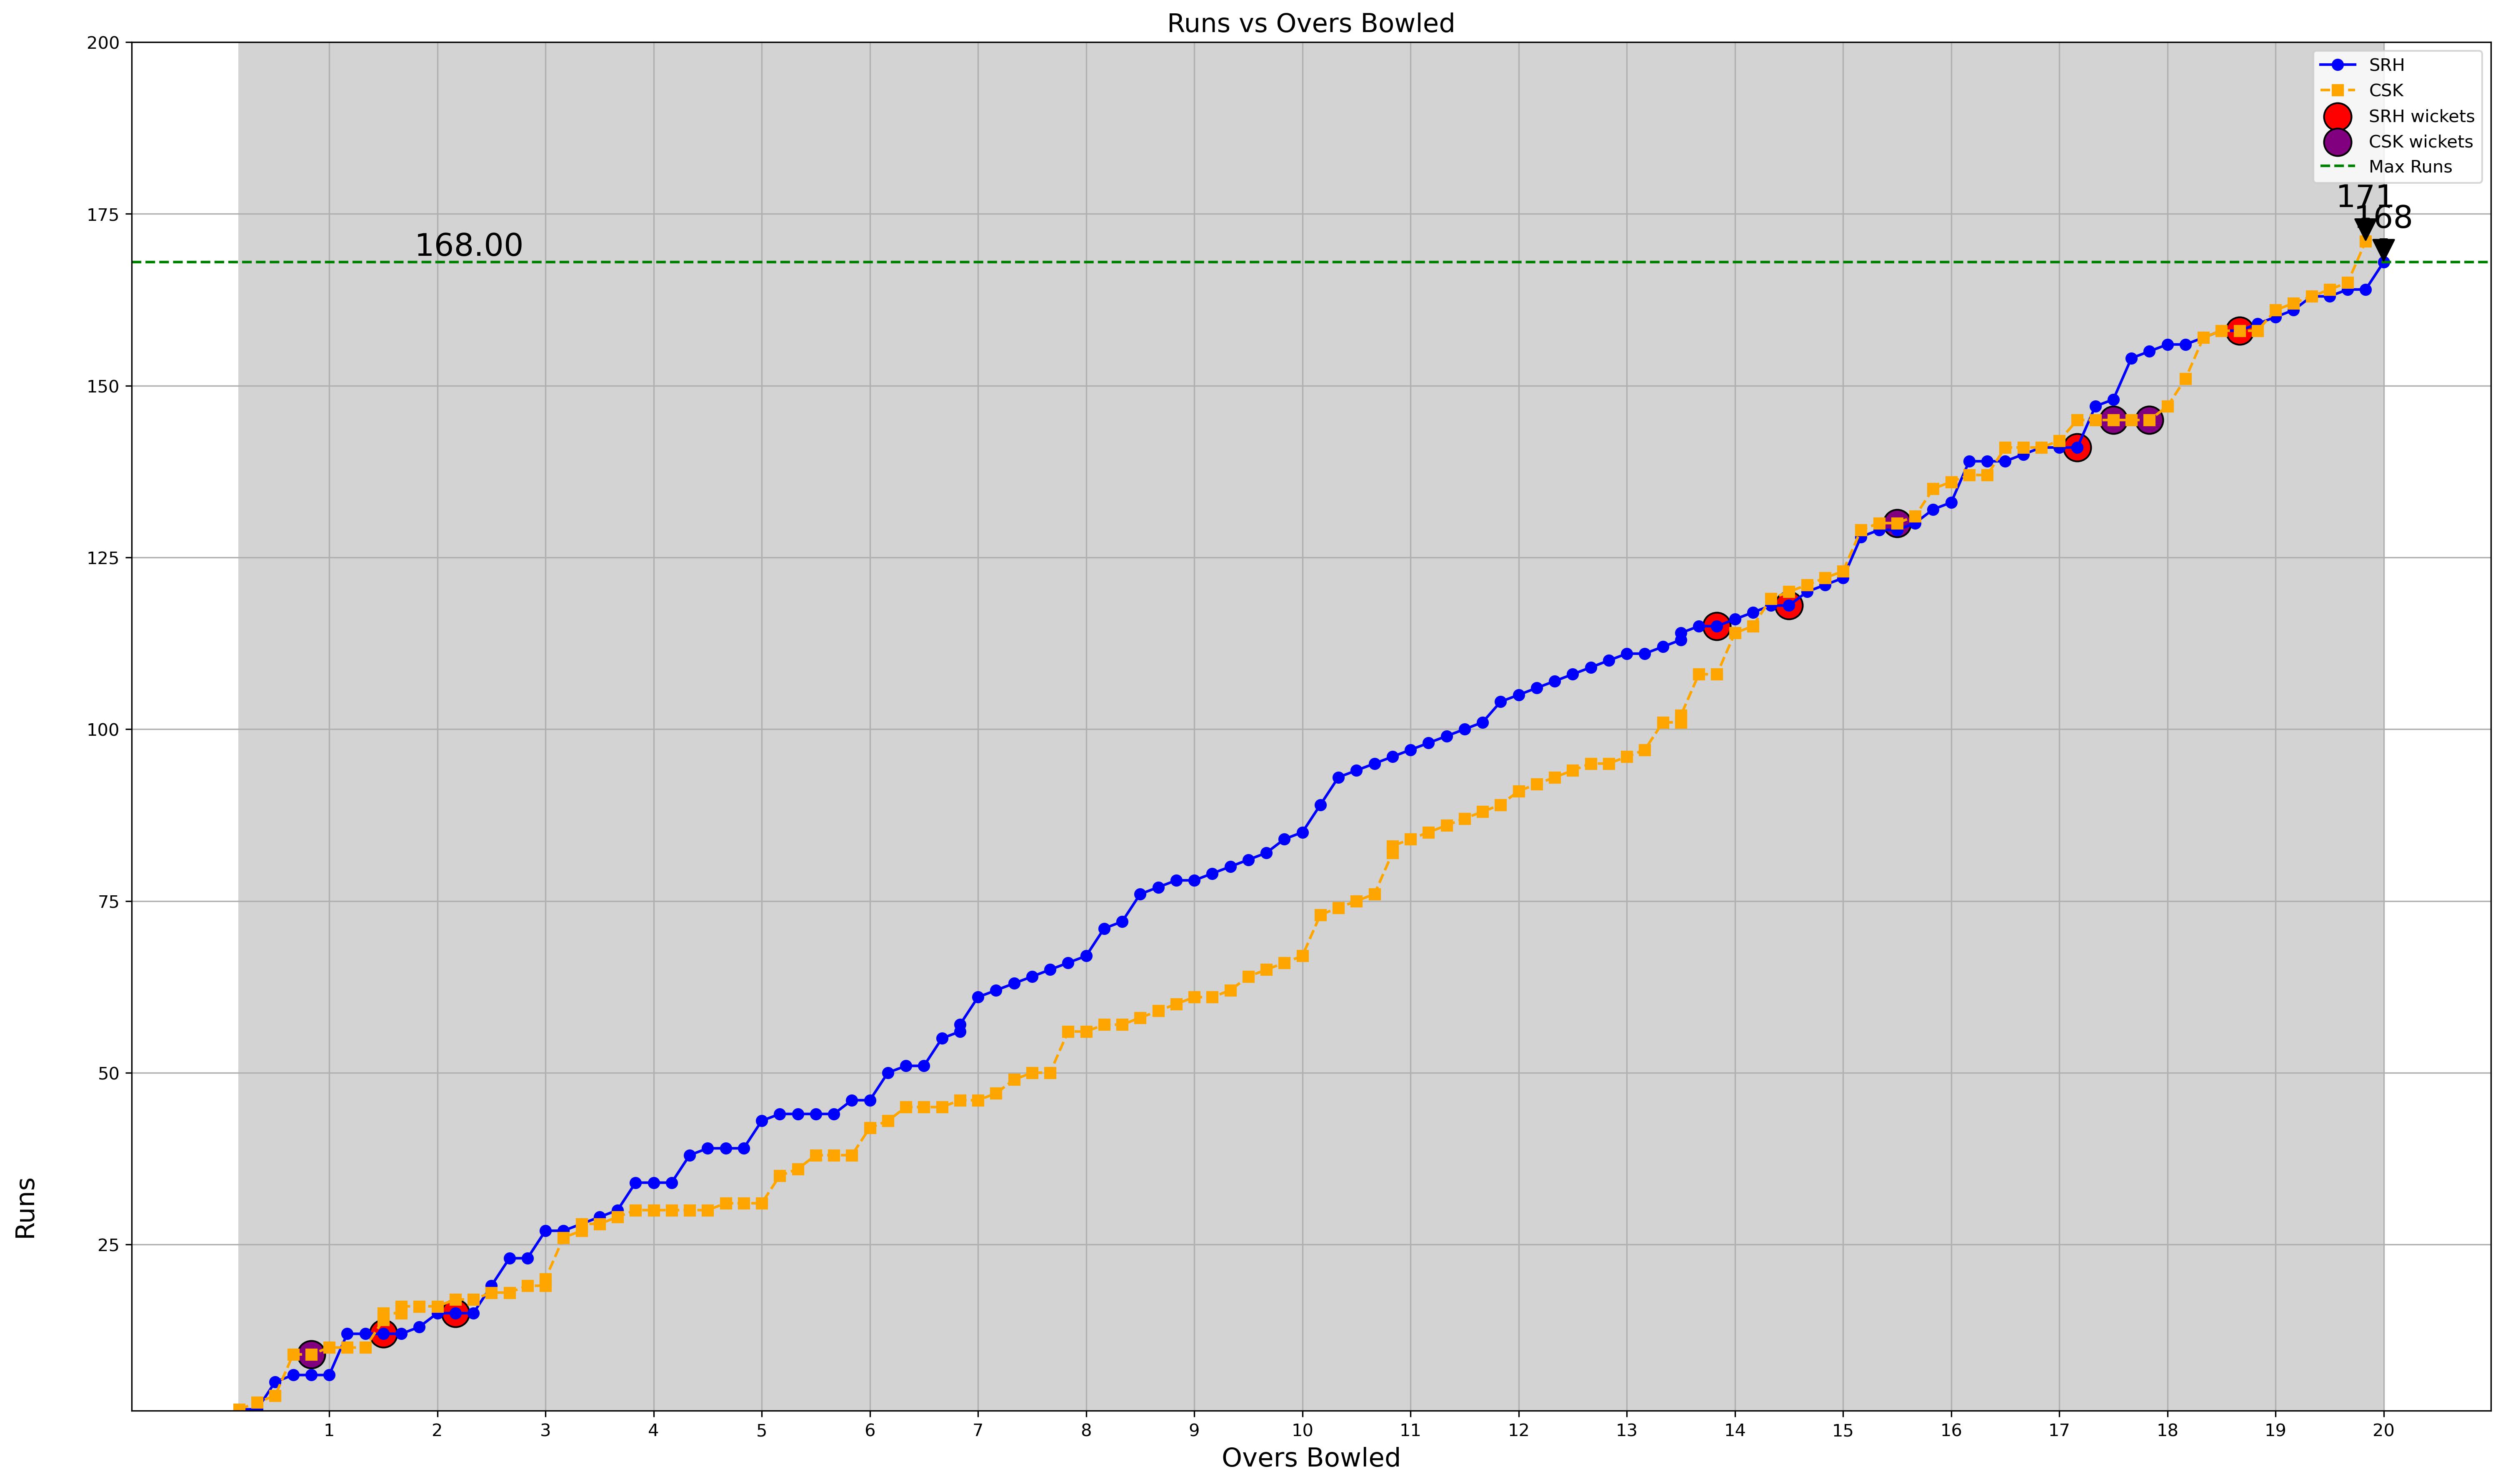 Runs vs Overs Bowled
200
175
150
125
100
75
50
25
Runs
SRH
CSK
SRH wickets
CSK wickets
Max Runs
171
168
168.00
1 2 3 4 5 6 7 8 9 10 11 12 13 14 15 16 17 18 19 20
Overs Bowled